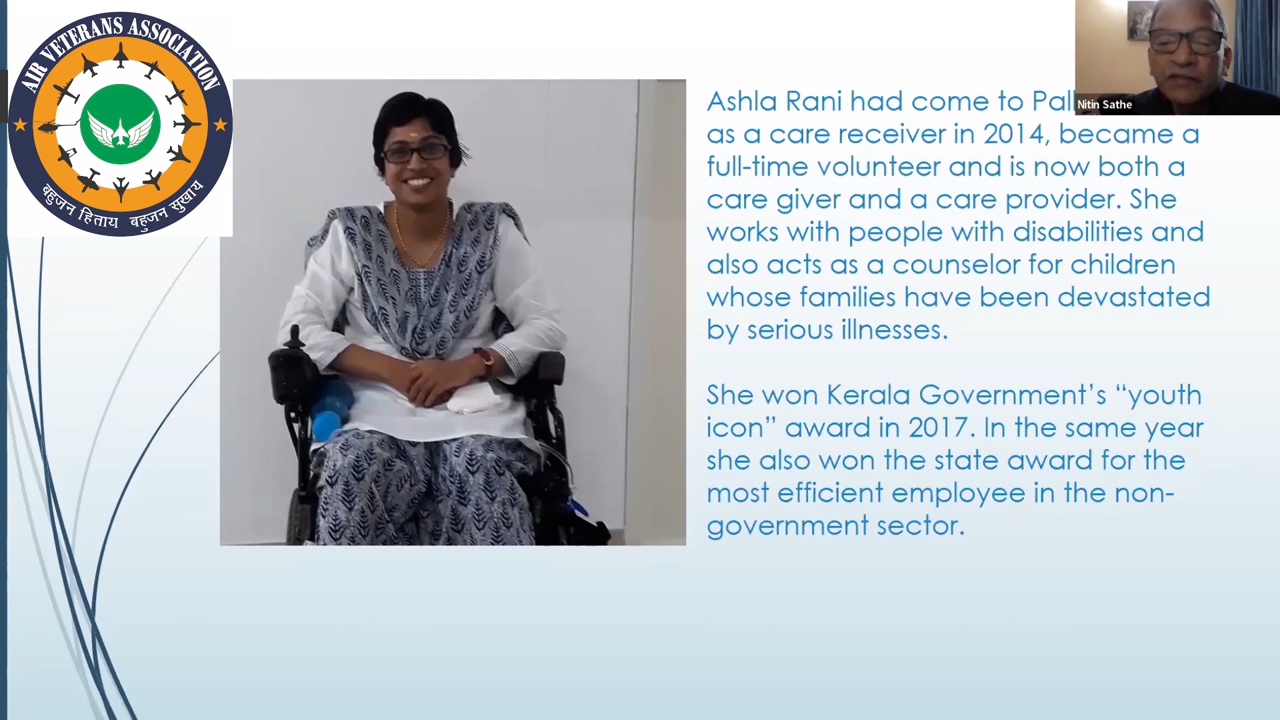 AIR VETERANS ASSOCIATION
बहुजन हिताय बहुजन सुखाय
Nitin Sathe
Ashla Rani had come to
as a care receiver in 2014, became a
full-time volunteer and is now both a
care giver and a care provider. She
works with people with disabilities and
also acts as a counselor for children
whose families have been devastated
by serious illnesses.
She won Kerala Government’s “youth
icon” award in 2017. In the same year
she also won the state award for the
most efficient employee in the non-
government sector.